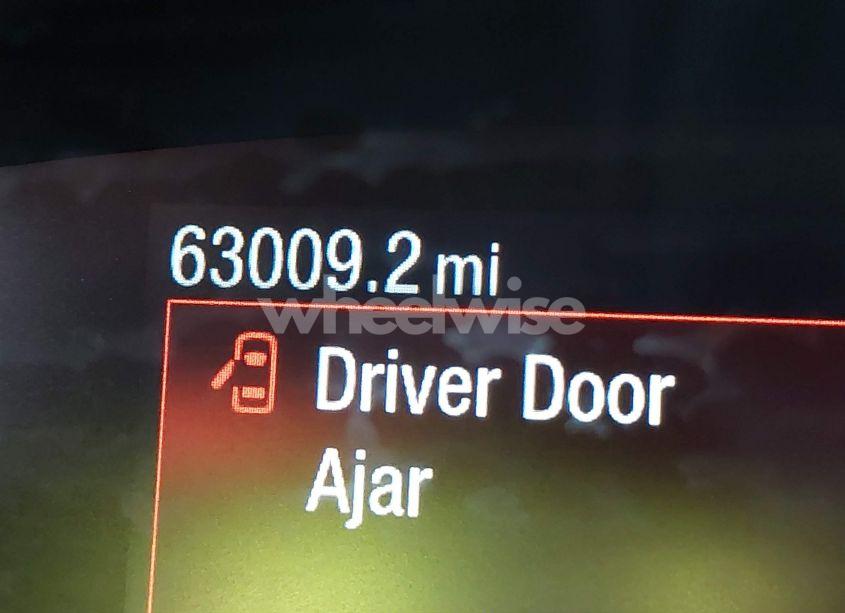 63009.2 mi
wheelwise
Driver Door
Ajar